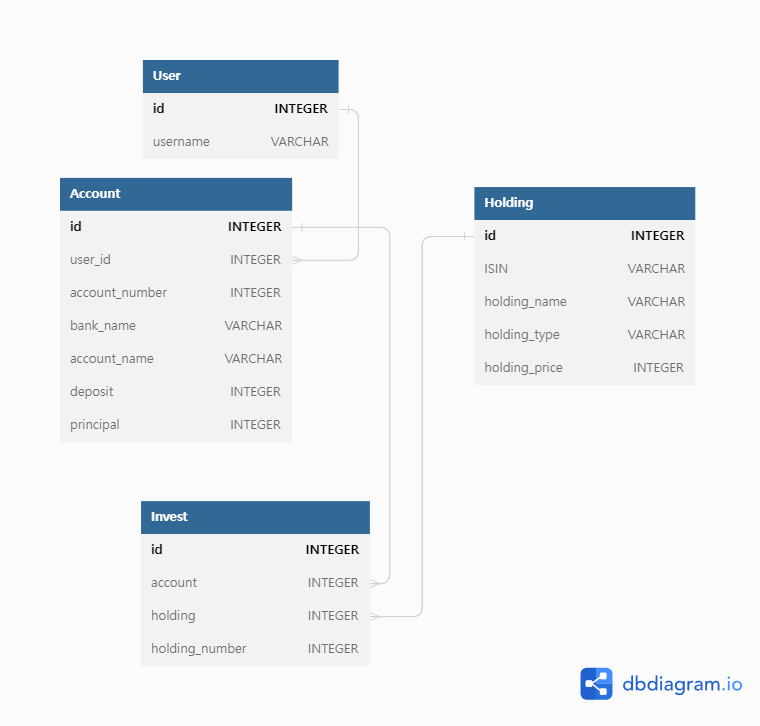 User
id INTEGER
username VARCHAR
Account
id INTEGER
user_id INTEGER
account_number INTEGER
bank_name VARCHAR
account_name VARCHAR
deposit INTEGER
principal INTEGER
Holding
id INTEGER
ISIN VARCHAR
holding_name VARCHAR
holding_type VARCHAR
holding_price INTEGER
Invest
id INTEGER
account INTEGER
holding INTEGER
holding_number INTEGER
dbdiagram.io